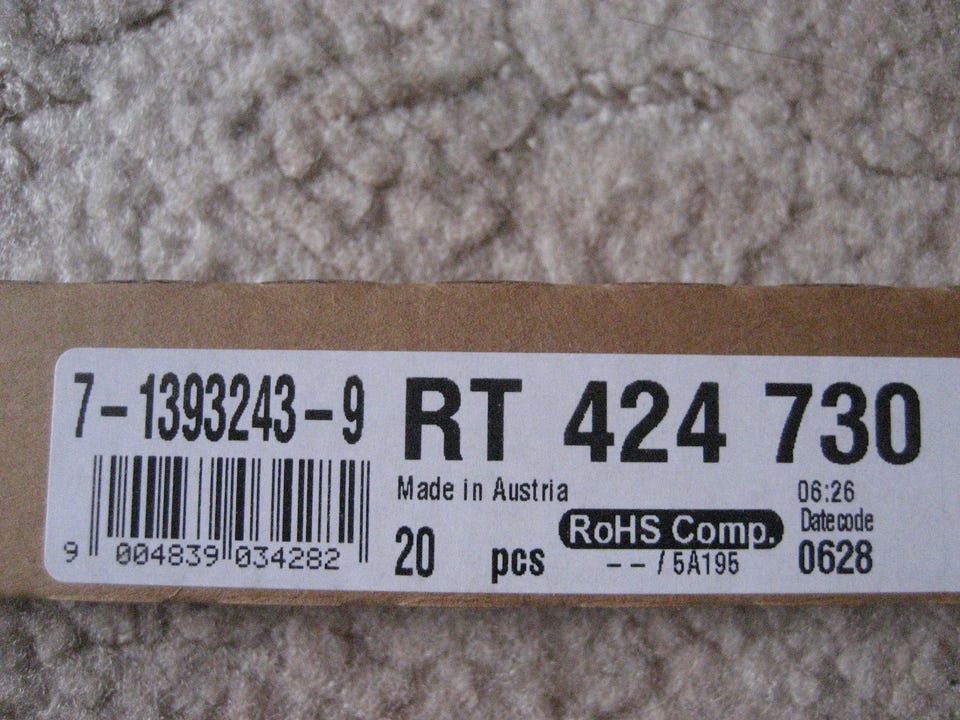 7-1393243-9 RT 424 730
Made in Austria 06:26
RoHS Comp. Datecode
20 pcs --/5A195 0628
9 004839 034282